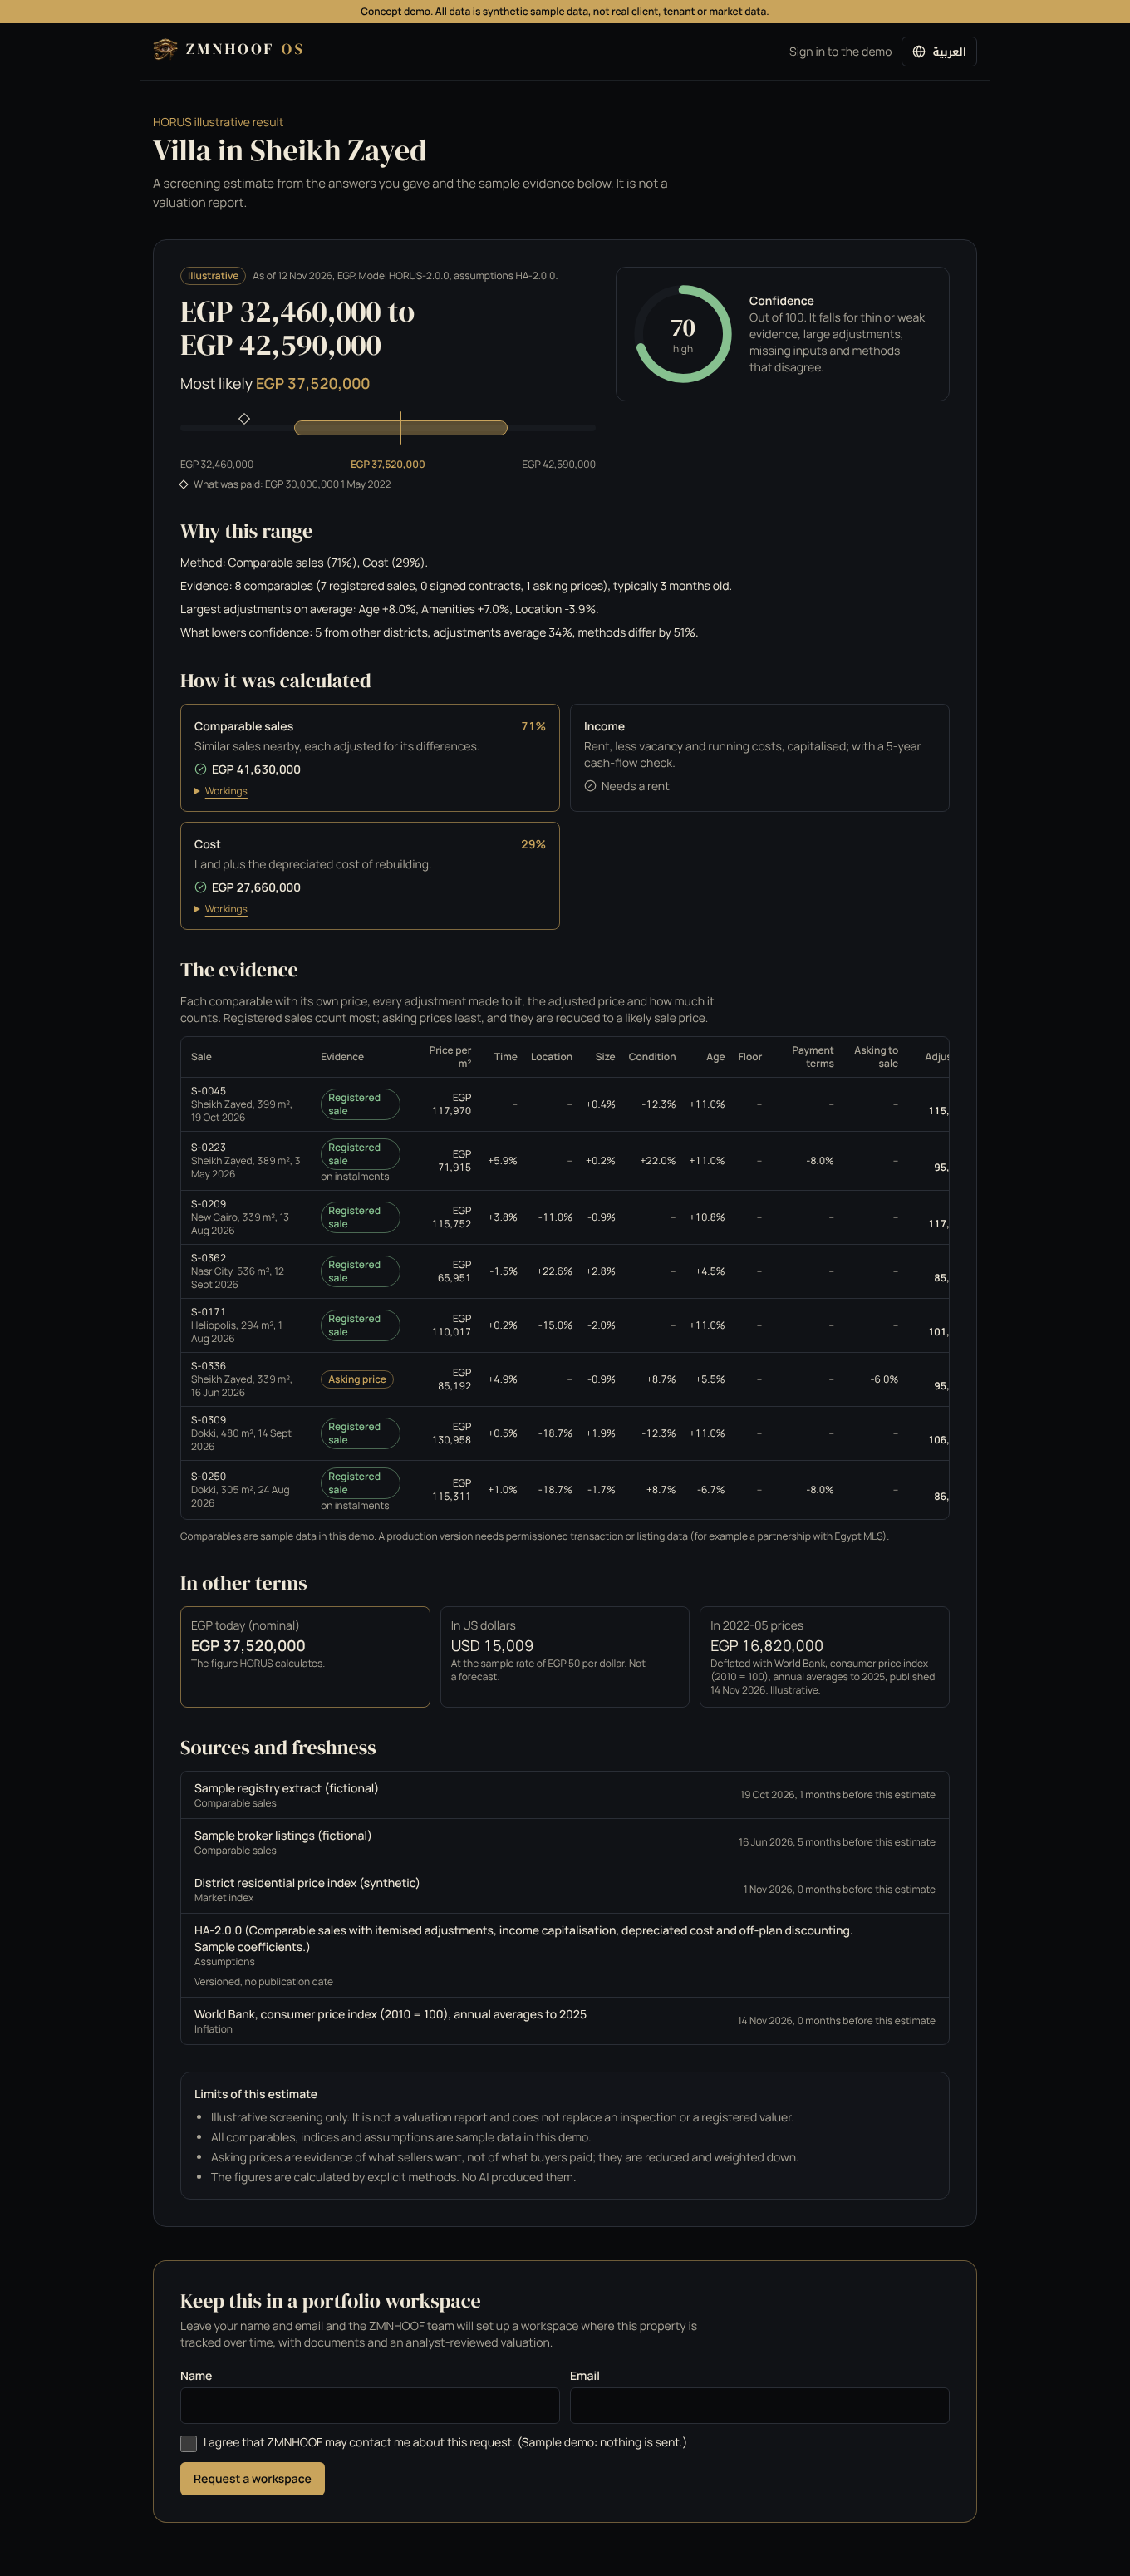 Concept demo. All data is synthetic sample data, not real client, tenant or market data.
ZMNHOOF OS
Sign in to the demo
العربية
HORUS illustrative result
Villa in Sheikh Zayed
A screening estimate from the answers you gave and the sample evidence below. It is not a
valuation report.
Illustrative As of 12 Nov 2026, EGP. Model HORUS-2.0.0, assumptions HA-2.0.0.
EGP 32,460,000 to
EGP 42,590,000
Most likely EGP 37,520,000
EGP 32,460,000 EGP 37,520,000 EGP 42,590,000
What was paid: EGP 30,000,000 1 May 2022
70
high
Confidence
Out of 100. It falls for thin or weak
evidence, large adjustments,
missing inputs and methods
that disagree.
Why this range
Method: Comparable sales (71%), Cost (29%).
Evidence: 8 comparables (7 registered sales, 0 signed contracts, 1 asking prices), typically 3 months old.
Largest adjustments on average: Age +8.0%, Amenities +7.0%, Location -3.9%.
What lowers confidence: 5 from other districts, adjustments average 34%, methods differ by 51%.
How it was calculated
Comparable sales 71%
Similar sales nearby, each adjusted for its differences.
EGP 41,630,000
Workings
Income
Rent, less vacancy and running costs, capitalised; with a 5-year
cash-flow check.
Needs a rent
Cost 29%
Land plus the depreciated cost of rebuilding.
EGP 27,660,000
Workings
The evidence
Each comparable with its own price, every adjustment made to it, the adjusted price and how much it
counts. Registered sales count most; asking prices least, and they are reduced to a likely sale price.
Sale Evidence Price per m² Time Location Size Condition Age Floor Payment terms Asking to sale Adjus
S-0045
Sheikh Zayed, 399 m²,
19 Oct 2026
Registered sale EGP 117,970 – – +0.4% -12.3% +11.0% – – – 115,
S-0223
Sheikh Zayed, 389 m², 3
May 2026
Registered sale on instalments EGP 71,915 +5.9% – +0.2% +22.0% +11.0% – -8.0% – 95,
S-0209
New Cairo, 339 m², 13
Aug 2026
Registered sale EGP 115,752 +3.8% -11.0% -0.9% – +10.8% – – – 117,
S-0362
Nasr City, 536 m², 12
Sept 2026
Registered sale EGP 65,951 -1.5% +22.6% +2.8% – +4.5% – – – 85,
S-0171
Heliopolis, 294 m², 1
Aug 2026
Registered sale EGP 110,017 +0.2% -15.0% -2.0% – +11.0% – – – 101,
S-0336
Sheikh Zayed, 339 m²,
16 Jun 2026
Asking price EGP 85,192 +4.9% – -0.9% +8.7% +5.5% – – -6.0% 95,
S-0309
Dokki, 480 m², 14 Sept
2026
Registered sale EGP 130,958 +0.5% -18.7% +1.9% -12.3% +11.0% – – – 106,
S-0250
Dokki, 305 m², 24 Aug
2026
Registered sale on instalments EGP 115,311 +1.0% -18.7% -1.7% +8.7% -6.7% – -8.0% – 86,
Comparables are sample data in this demo. A production version needs permissioned transaction or listing data (for example a partnership with Egypt MLS).
In other terms
EGP today (nominal)
EGP 37,520,000
The figure HORUS calculates.
In US dollars
USD 15,009
At the sample rate of EGP 50 per dollar. Not
a forecast.
In 2022-05 prices
EGP 16,820,000
Deflated with World Bank, consumer price index
(2010 = 100), annual averages to 2025, published
14 Nov 2026. Illustrative.
Sources and freshness
Sample registry extract (fictional)
Comparable sales
19 Oct 2026, 1 months before this estimate
Sample broker listings (fictional)
Comparable sales
16 Jun 2026, 5 months before this estimate
District residential price index (synthetic)
Market index
1 Nov 2026, 0 months before this estimate
HA-2.0.0 (Comparable sales with itemised adjustments, income capitalisation, depreciated cost and off-plan discounting.
Sample coefficients.)
Assumptions
Versioned, no publication date
World Bank, consumer price index (2010 = 100), annual averages to 2025
Inflation
14 Nov 2026, 0 months before this estimate
Limits of this estimate
Illustrative screening only. It is not a valuation report and does not replace an inspection or a registered valuer.
All comparables, indices and assumptions are sample data in this demo.
Asking prices are evidence of what sellers want, not of what buyers paid; they are reduced and weighted down.
The figures are calculated by explicit methods. No AI produced them.
Keep this in a portfolio workspace
Leave your name and email and the ZMNHOOF team will set up a workspace where this property is
tracked over time, with documents and an analyst-reviewed valuation.
Name
Email
I agree that ZMNHOOF may contact me about this request. (Sample demo: nothing is sent.)
Request a workspace